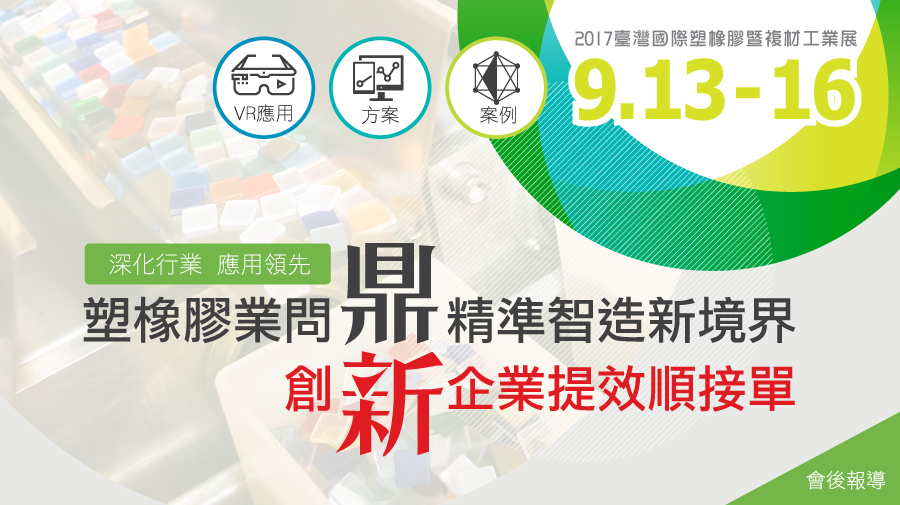 2017臺灣國際塑橡膠暨複材工業展
9.13-16
VR應用
方案
案例
深化行業 應用領先
塑橡膠業問鼎精準智造新境界
創新企業提效順接單
會後報導